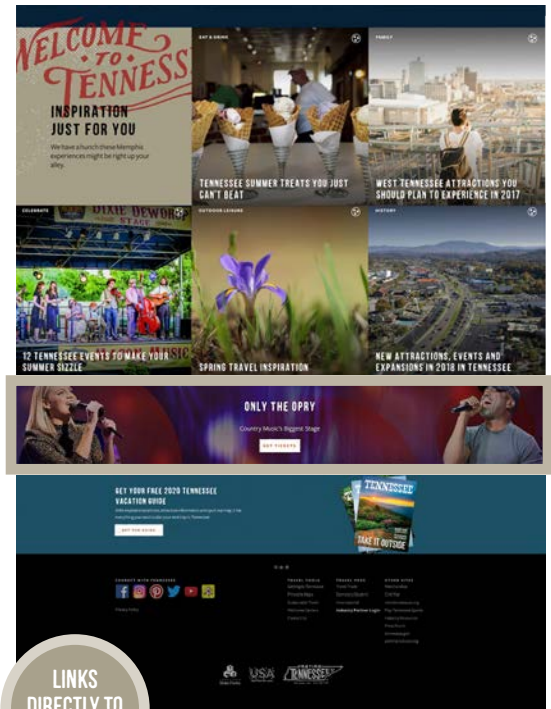 WELCOME
· TO ·
TENNESS
INSPIRATION
JUST FOR YOU
We have a hunch these Memphis
experiences might be right up your
alley.
EAT & DRINK
TENNESSEE SUMMER TREATS YOU JUST
CAN'T BEAT
FAMILY
WEST TENNESSEE ATTRACTIONS YOU
SHOULD PLAN TO EXPERIENCE IN 2017
CELEBRATE
DIXIE DEWDR
STAGE
12 TENNESSEE EVENTS TO MAKE YOUR
SUMMER SIZZLE
OUTDOOR LEISURE
SPRING TRAVEL INSPIRATION
HISTORY
NEW ATTRACTIONS, EVENTS AND
EXPANSIONS IN 2018 IN TENNESSEE
ONLY THE OPRY
Country Music's Biggest Stage
GET TICKETS
GET YOUR FREE 2020 TENNESSEE
VACATION GUIDE
GET THE GUIDE
TENNESSEE
TAKE IT OUTSIDE
CONNECT WITH TENNESSEE
Privacy Policy
TRAVEL TOOLS
TRAVEL PROS
Travel Trade
Industry Partner Login
OTHER SITES
USA
TENNESSEE
LINKS
DIRECTLY TO